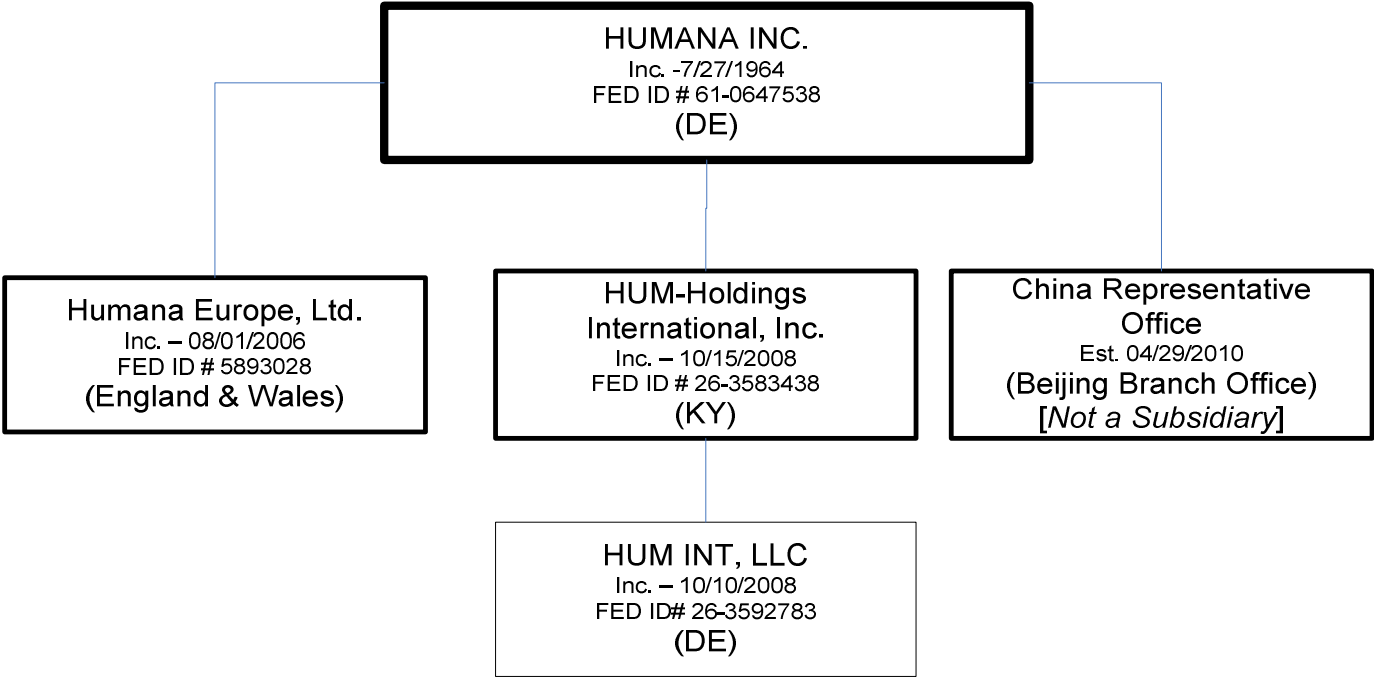 HUMANA INC.
Inc. -7/27/1964
FED ID # 61-0647538
(DE)
Humana Europe, Ltd.
Inc. – 08/01/2006
FED ID # 5893028
(England & Wales)
HUM-Holdings
International, Inc.
Inc. – 10/15/2008
FED ID # 26-3583438
(KY)
China Representative
Office
Est. 04/29/2010
(Beijing Branch Office)
[Not a Subsidiary]
HUM INT, LLC
Inc. – 10/10/2008
FED ID# 26-3592783
(DE)